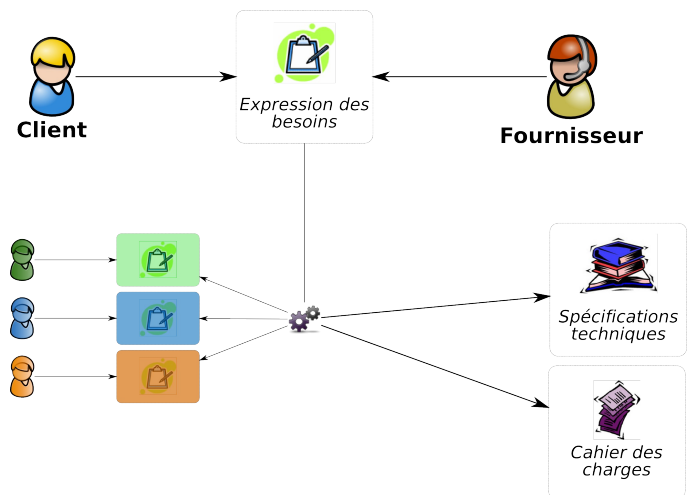 Expression des
besoins
Client
Fournisseur
Spécifications
techniques
Cahier des
charges